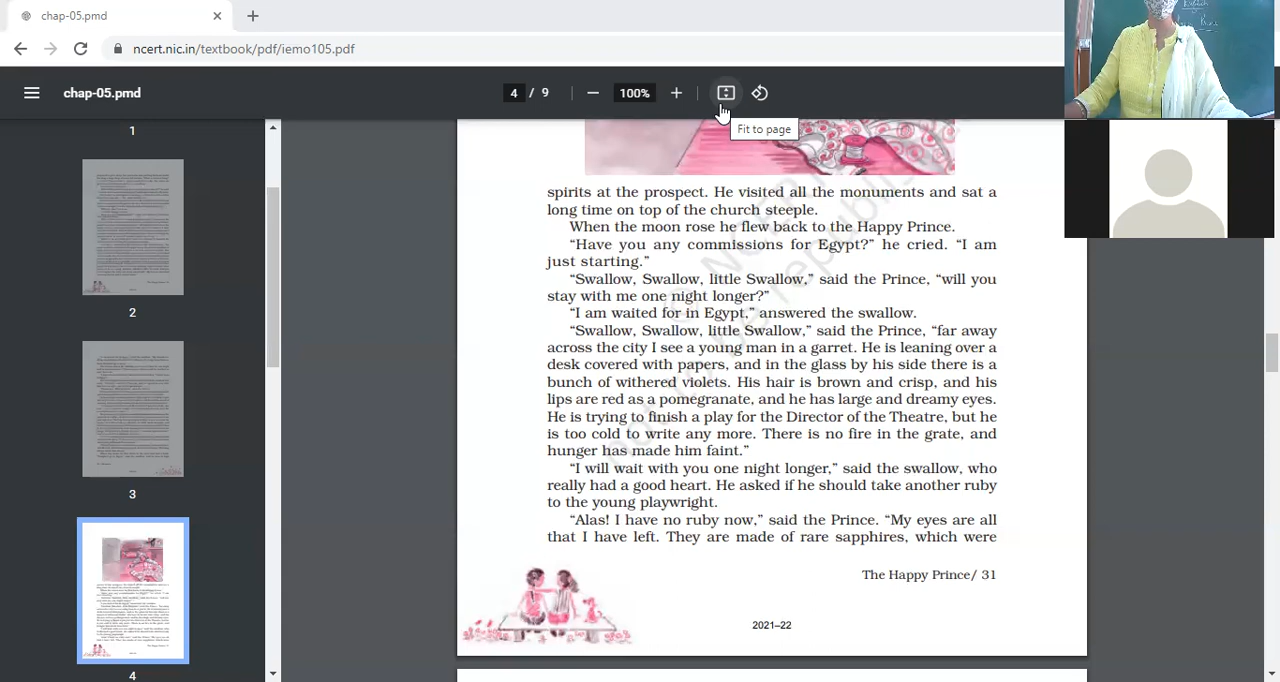 chap-05.pmd
ncert.nic.in/textbook/pdf/iemo105.pdf
chap-05.pmd
4 / 9
100%
Fit to page
1
2
3
4
spirits at the prospect. He visited all the monuments and sat a
long time on top of the church steeple.
When the moon rose he flew back to the Happy Prince.
“Have you any commissions for Egypt?” he cried. “I am
just starting.”
“Swallow, Swallow, little Swallow,” said the Prince, “will you
stay with me one night longer?”
“I am waited for in Egypt,” answered the swallow.
“Swallow, Swallow, little Swallow,” said the Prince, “far away
across the city I see a young man in a garret. He is leaning over a
desk covered with papers, and in the glass by his side there is a
bunch of withered violets. His hair is brown and crisp, and his
lips are red as a pomegranate, and he has large and dreamy eyes.
He is trying to finish a play for the Director of the Theatre, but he
is too cold to write any more. There is no fire in the grate, and
hunger has made him faint.”
“I will wait with you one night longer,” said the swallow, who
really had a good heart. He asked if he should take another ruby
to the young playwright.
“Alas! I have no ruby now,” said the Prince. “My eyes are all
that I have left. They are made of rare sapphires, which were
The Happy Prince/ 31
2021–22